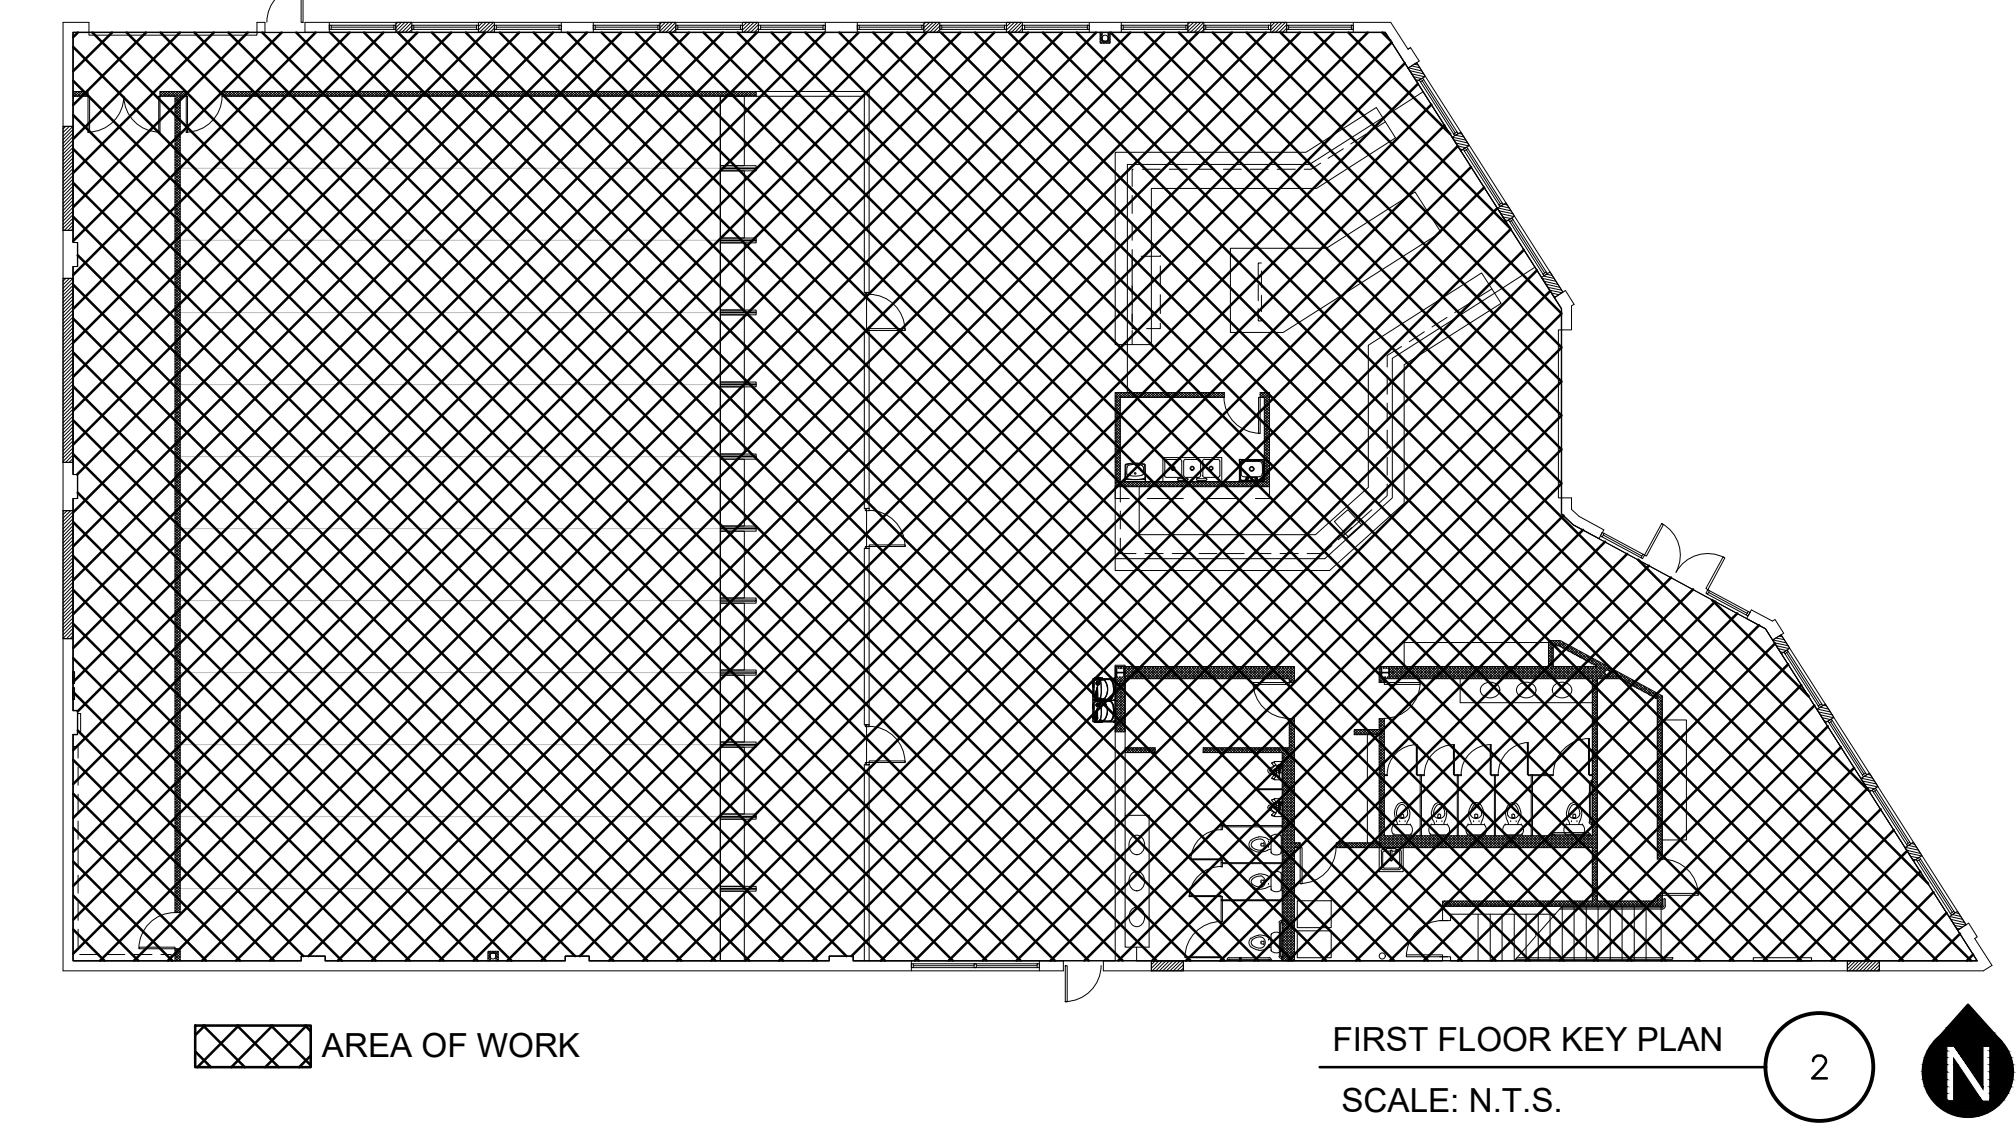 AREA OF WORK
FIRST FLOOR KEY PLAN
2
SCALE: N.T.S.
N